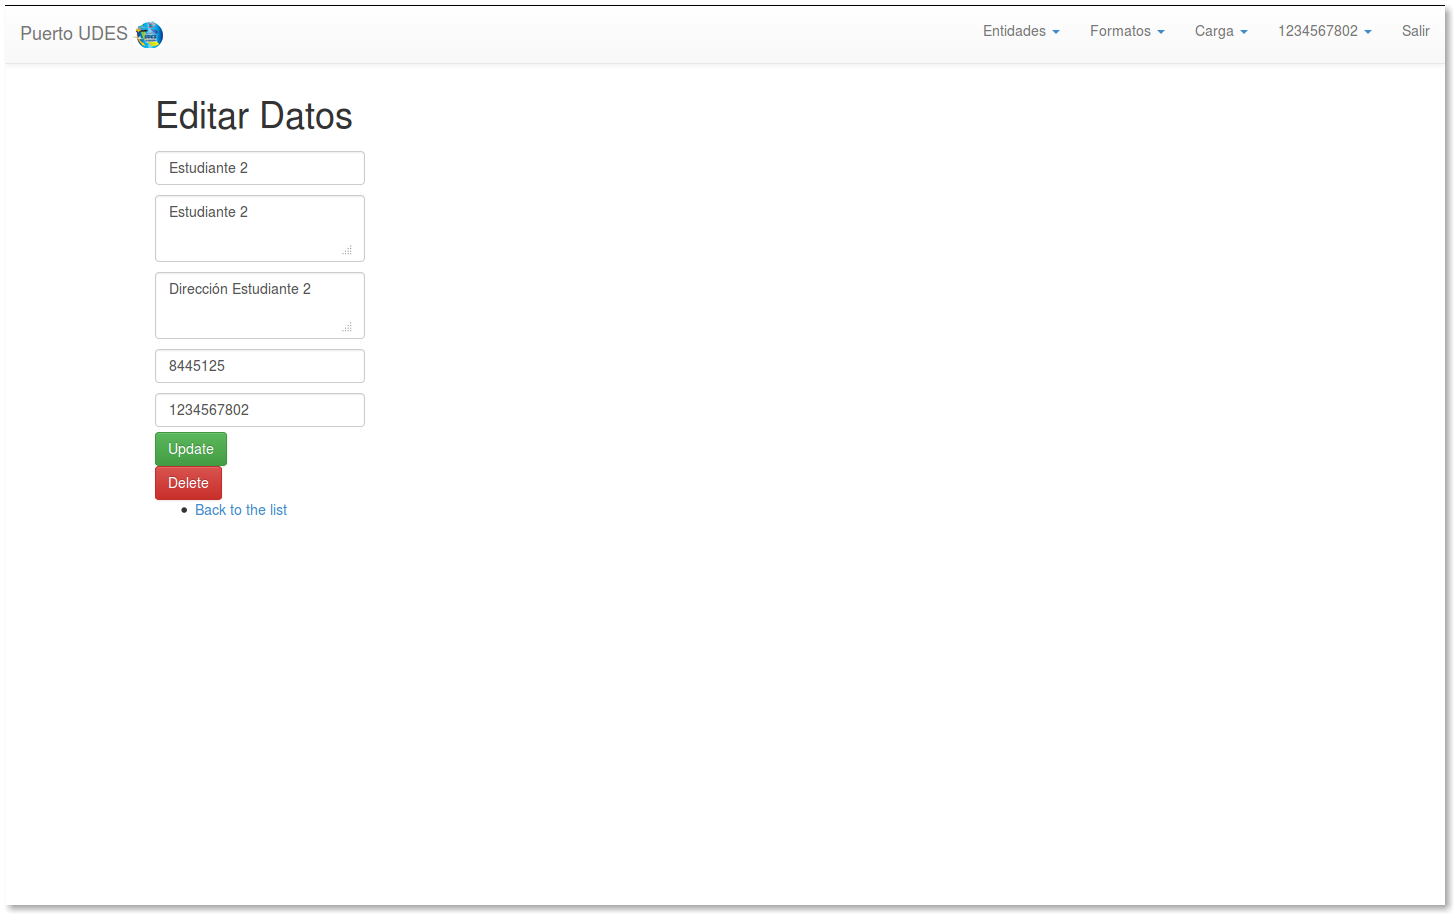 Puerto UDES
Entidades
Formatos
Carga
1234567802
Salir
Editar Datos
Estudiante 2
Estudiante 2
Dirección Estudiante 2
8445125
1234567802
Update
Delete
Back to the list